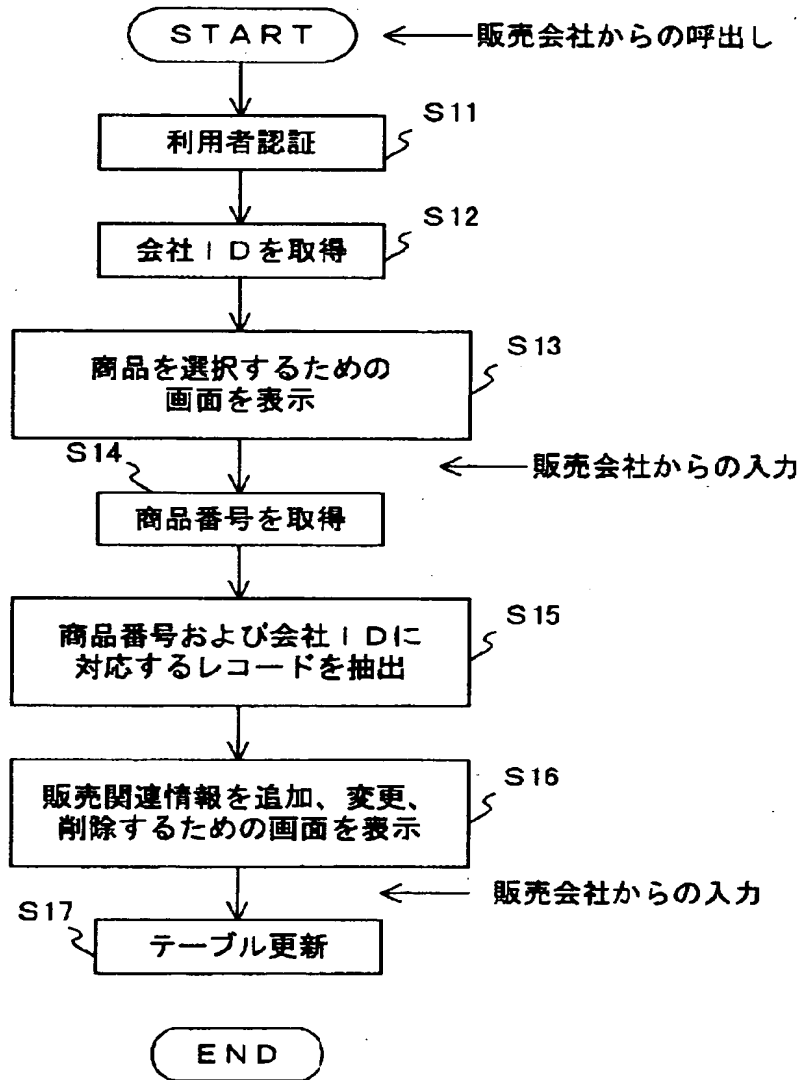 START
販売会社からの呼出し
S11
利用者認証
S12
会社IDを取得
S13
商品を選択するための
画面を表示
販売会社からの入力
S14
商品番号を取得
S15
商品番号および会社IDに
対応するレコードを抽出
S16
販売関連情報を追加、変更、
削除するための画面を表示
販売会社からの入力
S17
テーブル更新
END